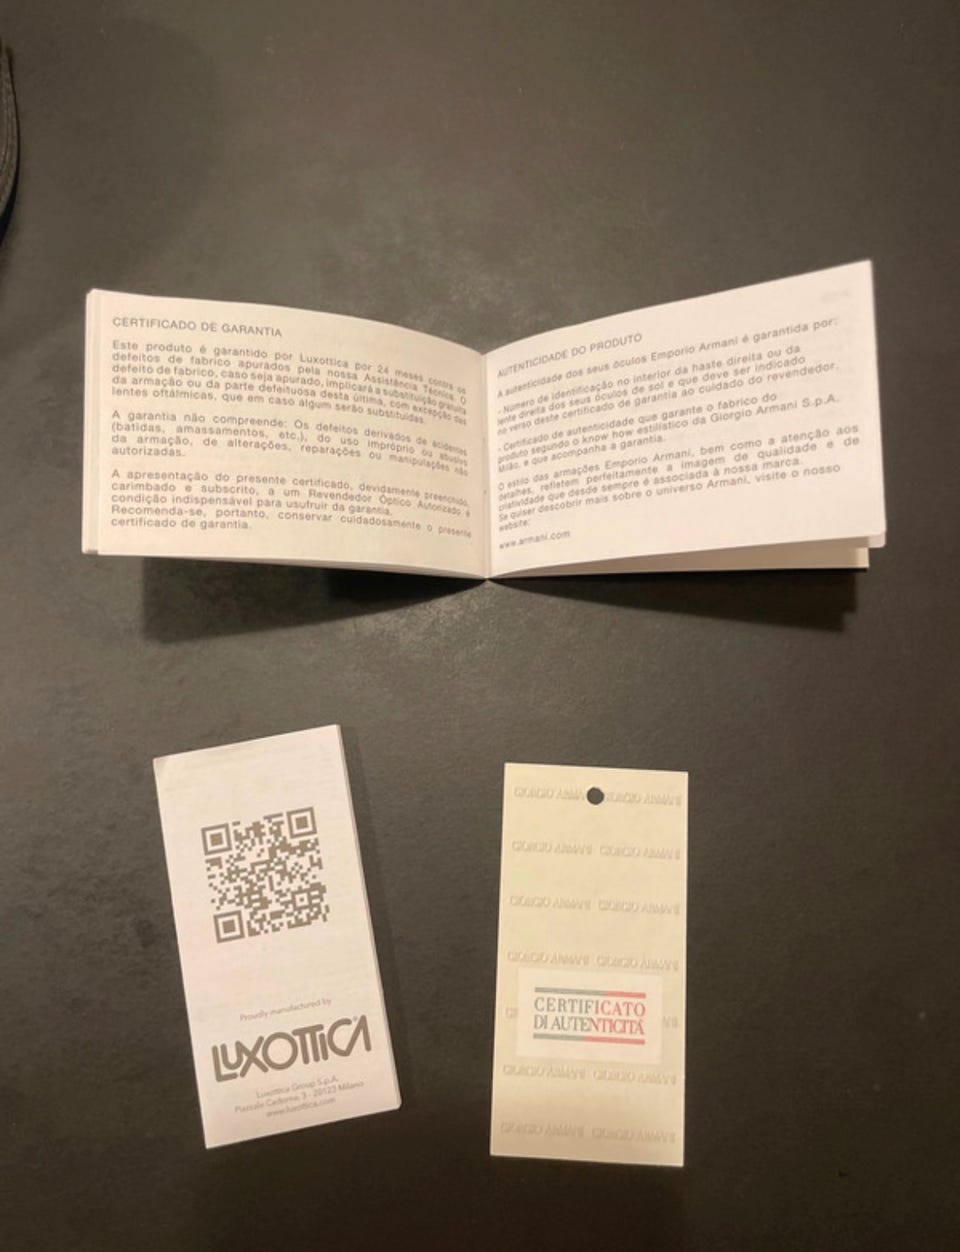 CERTIFICADO DE GARANTIA
Este produto é garantido por Luxottica por 24 meses contra os
defeitos de fabrico apurados pela nossa Assistência Técnica. O
defeito de fabrico, caso seja apurado, implicará a substituição gratuita
da armação ou da parte defeituosa desta última, com excepção das
lentes oftálmicas, que em caso algum serão substituídas.
A garantia não compreende: Os defeitos derivados de acidentes
(batidas, amassamentos, etc.), do uso impróprio ou abusivo
da armação, de alterações, reparações ou manipulações não
autorizadas.
A apresentação do presente certificado, devidamente preenchido,
carimbado e subscrito, a um Revendedor Óptico Autorizado é
condição indispensável para usufruir da garantia.
Recomenda-se, portanto, conservar cuidadosamente o presente
certificado de garantia.
AUTENTICIDADE DO PRODUTO
A autenticidade dos seus óculos Emporio Armani é garantida por:
- Número de identificação no interior da haste direita ou da
lente direita dos seus óculos de sol e que deve ser indicado
no verso deste certificado de garantia ao cuidado do revendedor.
- Certificado de autenticidade que garante o fabrico do
produto segundo o know how estilístico da Giorgio Armani S.p.A.
Milão, e que acompanha a garantia.
O estilo das armações Emporio Armani, bem como a atenção aos
detalhes, refletem perfeitamente a imagem de qualidade e de
criatividade que desde sempre é associada à nossa marca.
Se quiser descobrir mais sobre o universo Armani, visite o nosso
website:
www.armani.com
Proudly manufactured by
LUXOTTICA®
Luxottica Group S.p.A.
Piazzale Cadorna, 3 - 20123 Milano
www.luxottica.com
GIORGIO ARMANI GIORGIO ARMANI
GIORGIO ARMANI GIORGIO ARMANI
GIORGIO ARMANI GIORGIO ARMANI
GIORGIO ARMANI GIORGIO ARMANI
CERTIFICATO
DI AUTENTICITÁ
GIORGIO ARMANI GIORGIO ARMANI
GIORGIO ARMANI GIORGIO ARMANI